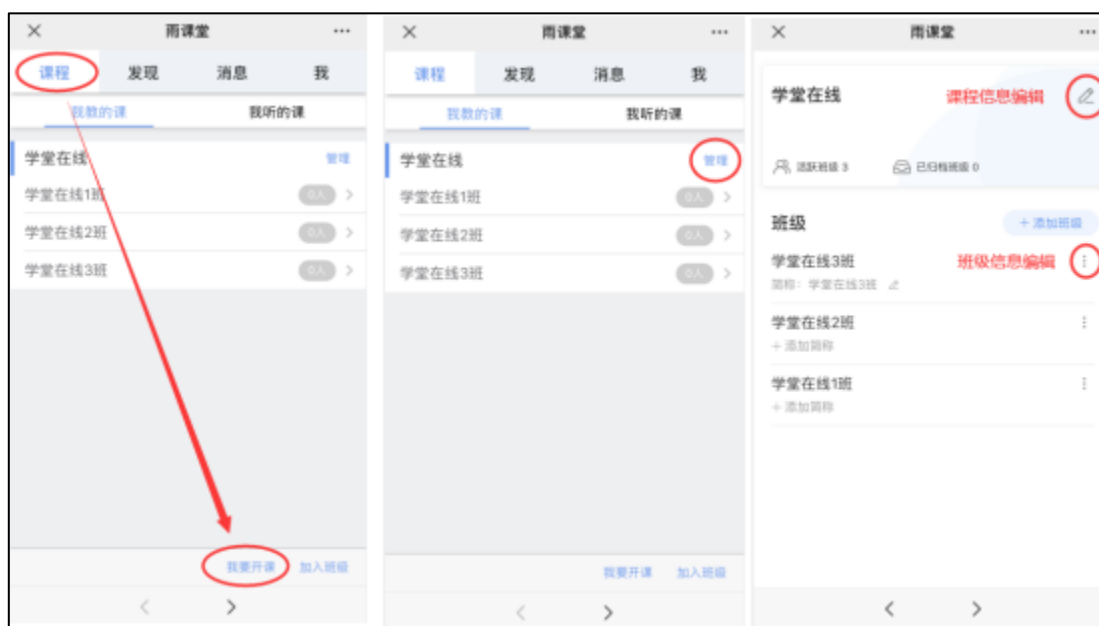 雨课堂
课程 发现 消息 我
我教的课 我听的课
学堂在线 管理
学堂在线1班 0人
学堂在线2班 0人
学堂在线3班 0人
我要开课 加入班级
雨课堂
课程 发现 消息 我
我教的课 我听的课
学堂在线 管理
学堂在线1班 0人
学堂在线2班 0人
学堂在线3班 0人
我要开课 加入班级
雨课堂
学堂在线 课程信息编辑
活跃班级 3 已归档班级 0
班级 +添加班级
学堂在线3班 班级信息编辑
简称：学堂在线3班
学堂在线2班
+添加简称
学堂在线1班
+添加简称